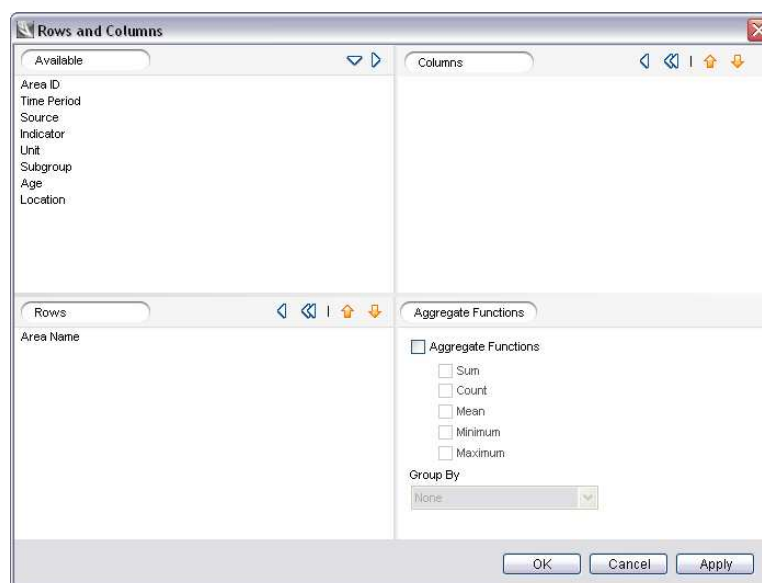 Rows and Columns
Available
Area ID
Time Period
Source
Indicator
Unit
Subgroup
Age
Location
Columns
Rows
Area Name
Aggregate Functions
Aggregate Functions
Sum
Count
Mean
Minimum
Maximum
Group By
None
OK
Cancel
Apply